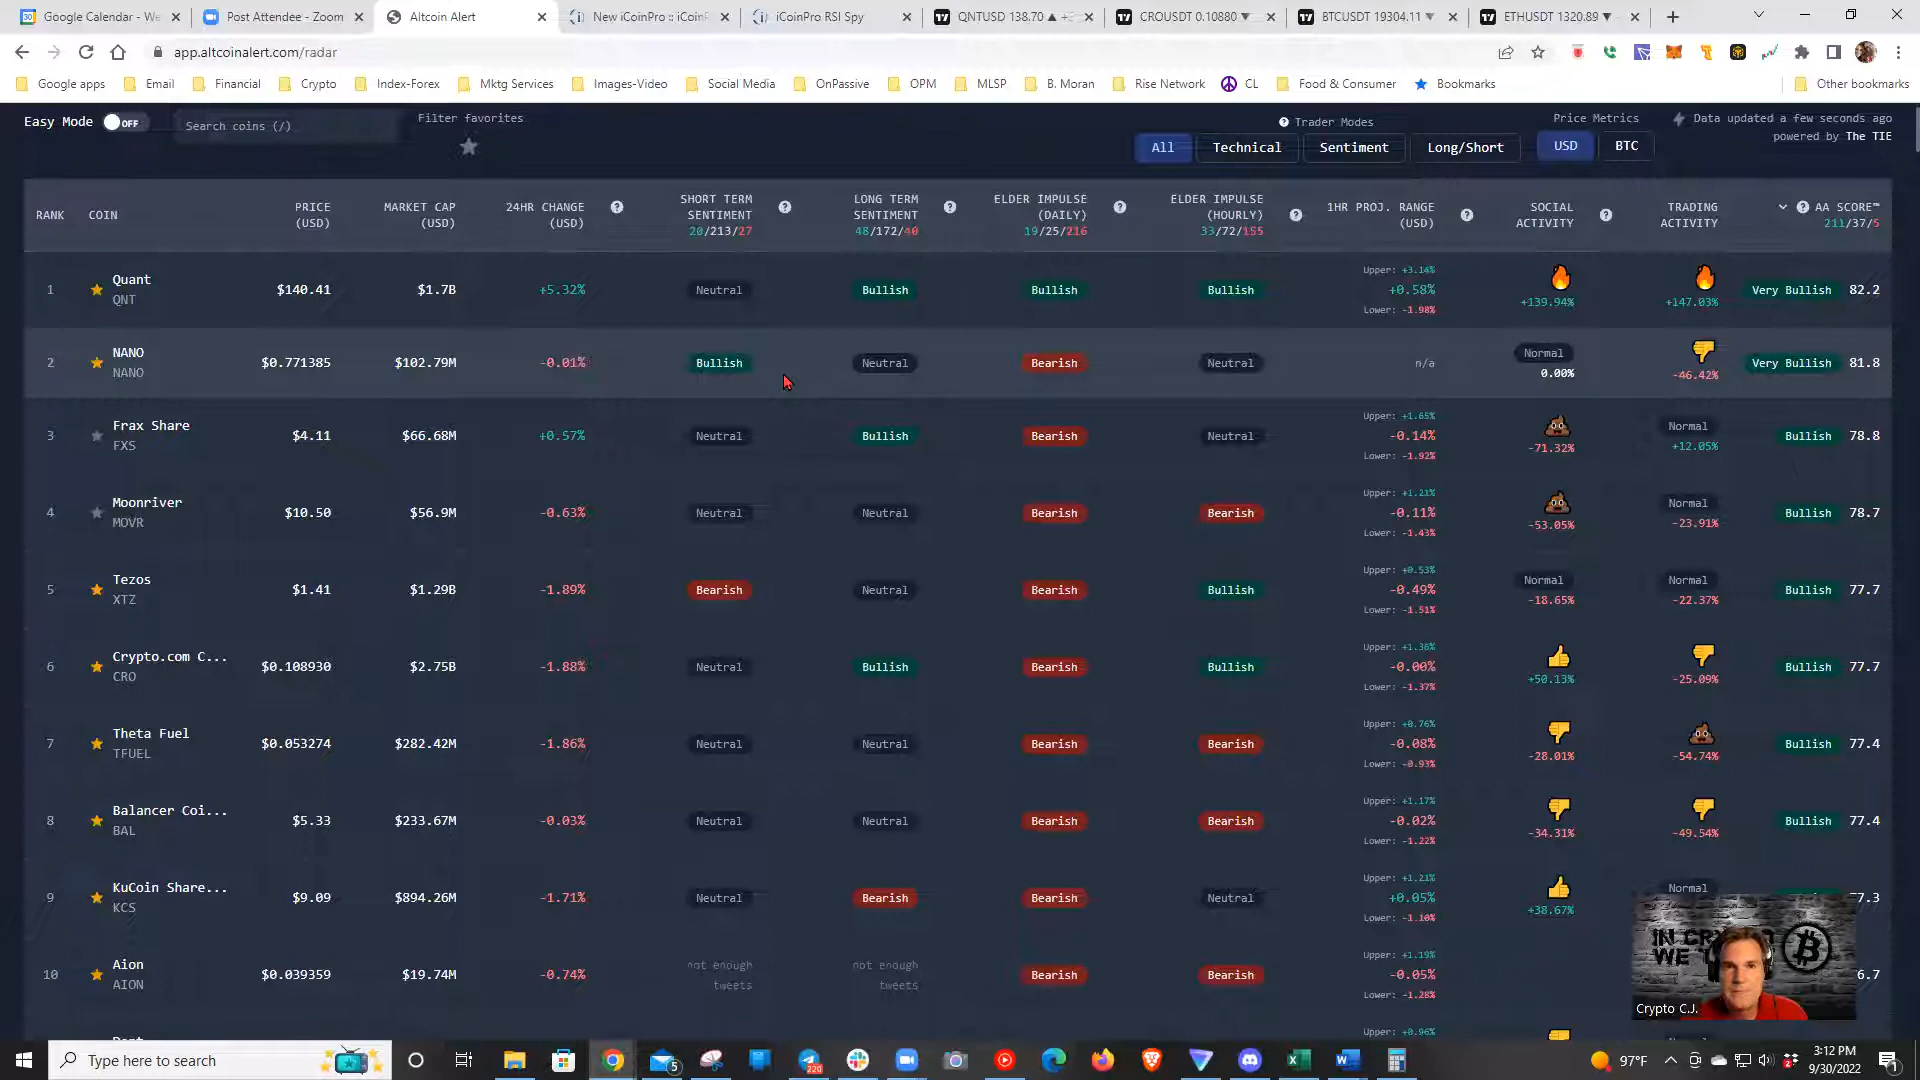 Google Calendar - We
Post Attendee - Zoom
Altcoin Alert
New iCoinPro :: iCoinF
iCoinPro RSI Spy
QNTUSD 138.70 ▲ +
CROUSDT 0.10880 ▼
BTCUSDT 19304.11 ▼
ETHUSDT 1320.89 ▼
app.altcoinalert.com/radar
Google apps
Email
Financial
Crypto
Index-Forex
Mktg Services
Images-Video
Social Media
OnPassive
OPM
MLSP
B. Moran
Rise Network
CL
Food & Consumer
Bookmarks
Other bookmarks
Easy Mode OFF
Search coins (/)
Filter favorites
Trader Modes
All Technical Sentiment Long/Short
Price Metrics
USD BTC
Data updated a few seconds ago
powered by The TIE
RANK COIN
PRICE (USD)
MARKET CAP (USD)
24HR CHANGE (USD)
SHORT TERM SENTIMENT 20/213/27
LONG TERM SENTIMENT 48/172/40
ELDER IMPULSE (DAILY) 19/25/216
ELDER IMPULSE (HOURLY) 33/72/155
1HR PROJ. RANGE (USD)
SOCIAL ACTIVITY
TRADING ACTIVITY
AA SCORE™ 211/37/5
1 Quant QNT $140.41 $1.7B +5.32% Neutral Bullish Bullish Bullish Upper: +3.14% +0.58% Lower: -1.98% +139.94% +147.03% Very Bullish 82.2
2 NANO NANO $0.771385 $102.79M -0.01% Bullish Neutral Bearish Neutral n/a Normal 0.00% -46.42% Very Bullish 81.8
3 Frax Share FXS $4.11 $66.68M +0.57% Neutral Bullish Bearish Neutral Upper: +1.65% -0.14% Lower: -1.92% -71.32% Normal +12.05% Bullish 78.8
4 Moonriver MOVR $10.50 $56.9M -0.63% Neutral Neutral Bearish Bearish Upper: +1.21% -0.11% Lower: -1.43% -53.05% Normal -23.91% Bullish 78.7
5 Tezos XTZ $1.41 $1.29B -1.89% Bearish Neutral Bearish Bullish Upper: +0.53% -0.49% Lower: -1.51% Normal -18.65% Normal -22.37% Bullish 77.7
6 Crypto.com C... CRO $0.108930 $2.75B -1.88% Neutral Bullish Bearish Bullish Upper: +1.36% -0.00% Lower: -1.37% +50.13% -25.09% Bullish 77.7
7 Theta Fuel TFUEL $0.053274 $282.42M -1.86% Neutral Neutral Bearish Bearish Upper: +0.76% -0.08% Lower: -0.93% -28.01% -54.74% Bullish 77.4
8 Balancer Coi... BAL $5.33 $233.67M -0.03% Neutral Neutral Bearish Bearish Upper: +1.17% -0.02% Lower: -1.22% -34.31% -49.54% Bullish 77.4
9 KuCoin Share... KCS $9.09 $894.26M -1.71% Neutral Bearish Bearish Neutral Upper: +1.21% +0.05% Lower: -1.10% +38.67% Normal 7.3
10 Aion AION $0.039359 $19.74M -0.74% not enough tweets not enough tweets Bearish Bearish Upper: +1.19% -0.05% Lower: -1.28% 6.7
Upper: +0.96%
IN CRYPTO
WE T
Crypto C.J.
Type here to search
5
220
97°F
3:12 PM
9/30/2022
1